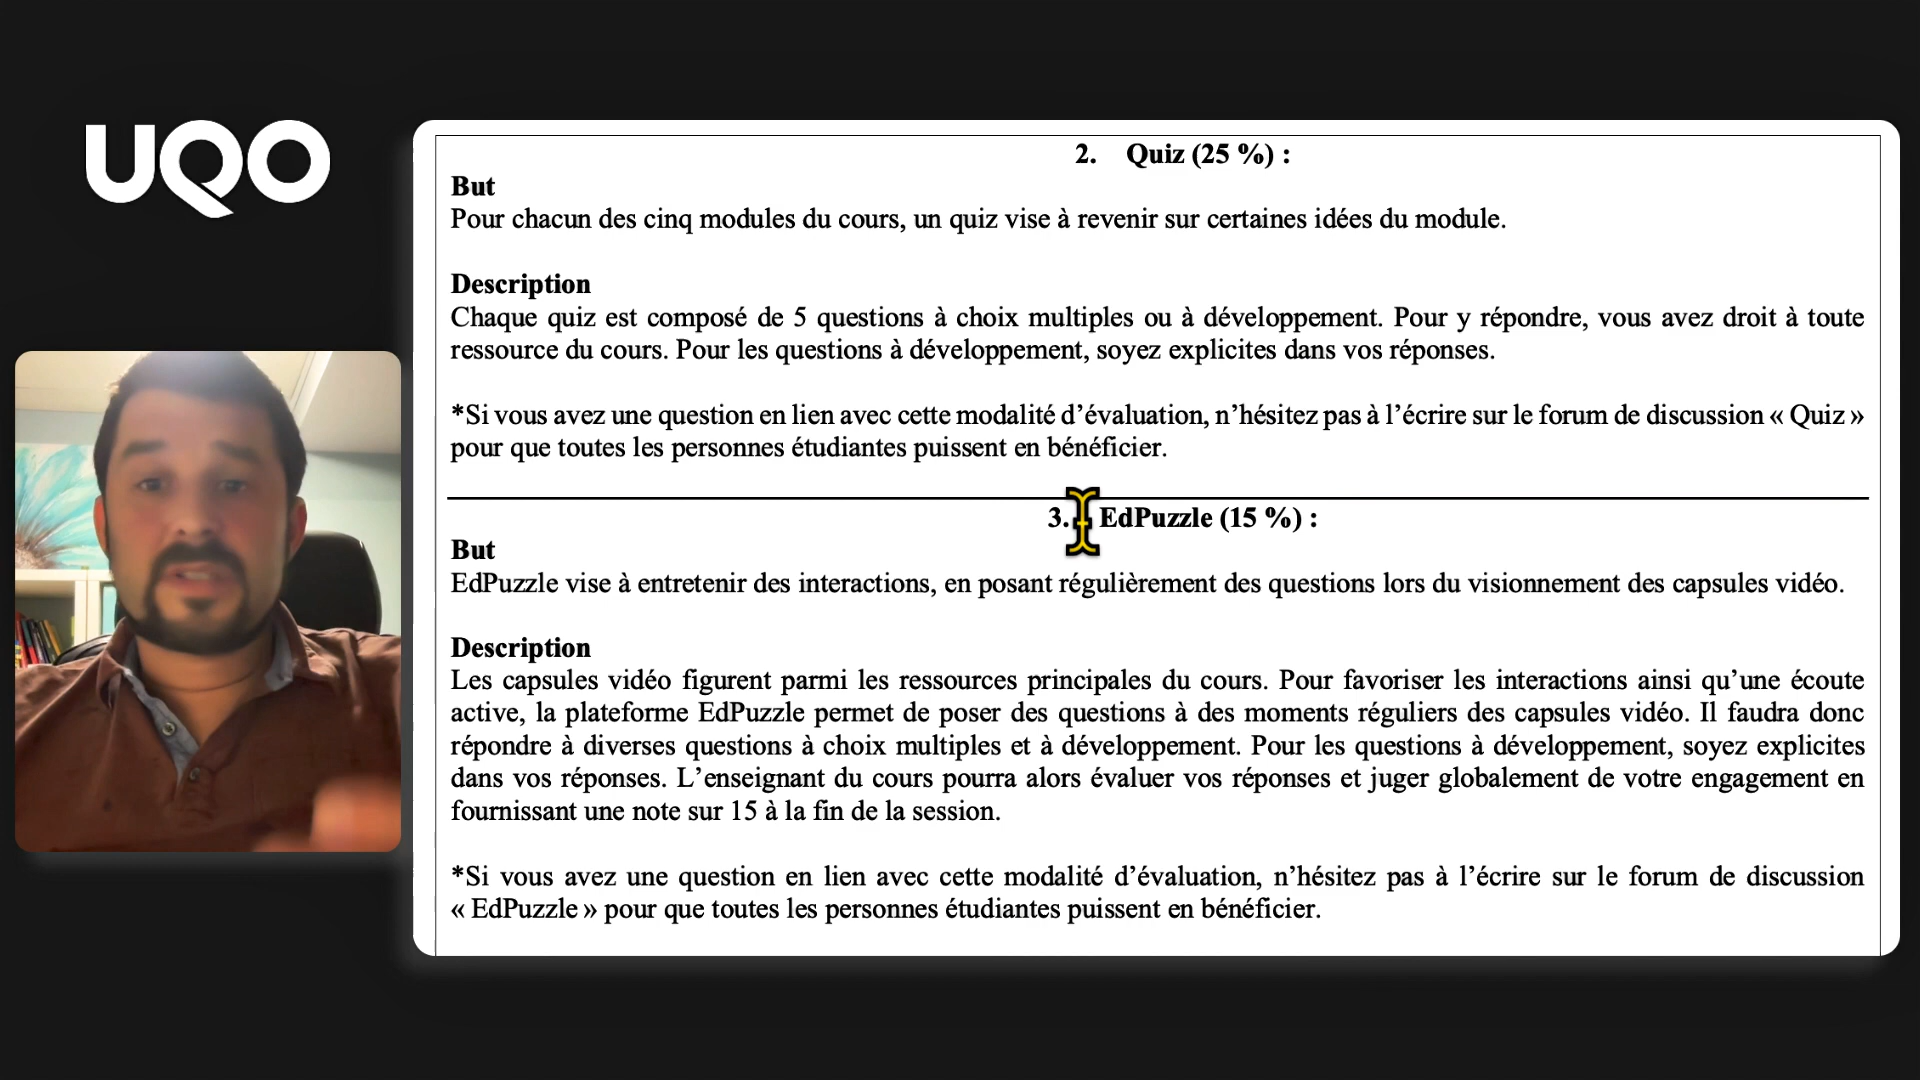 UQO
2. Quiz (25 %) :
But
Pour chacun des cinq modules du cours, un quiz vise à revenir sur certaines idées du module.
Description
Chaque quiz est composé de 5 questions à choix multiples ou à développement. Pour y répondre, vous avez droit à toute
ressource du cours. Pour les questions à développement, soyez explicites dans vos réponses.
*Si vous avez une question en lien avec cette modalité d’évaluation, n’hésitez pas à l’écrire sur le forum de discussion « Quiz »
pour que toutes les personnes étudiantes puissent en bénéficier.
3. EdPuzzle (15 %) :
But
EdPuzzle vise à entretenir des interactions, en posant régulièrement des questions lors du visionnement des capsules vidéo.
Description
Les capsules vidéo figurent parmi les ressources principales du cours. Pour favoriser les interactions ainsi qu’une écoute
active, la plateforme EdPuzzle permet de poser des questions à des moments réguliers des capsules vidéo. Il faudra donc
répondre à diverses questions à choix multiples et à développement. Pour les questions à développement, soyez explicites
dans vos réponses. L’enseignant du cours pourra alors évaluer vos réponses et juger globalement de votre engagement en
fournissant une note sur 15 à la fin de la session.
*Si vous avez une question en lien avec cette modalité d’évaluation, n’hésitez pas à l’écrire sur le forum de discussion
« EdPuzzle » pour que toutes les personnes étudiantes puissent en bénéficier.